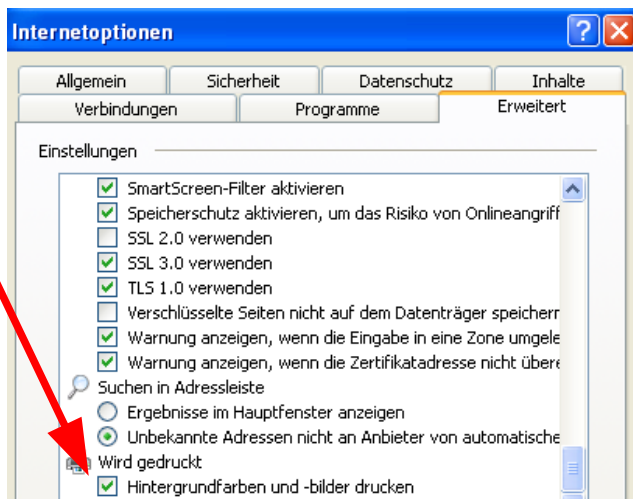 Internetoptionen
Allgemein Sicherheit Datenschutz Inhalte
Verbindungen Programme Erweitert
Einstellungen
SmartScreen-Filter aktivieren
Speicherschutz aktivieren, um das Risiko von Onlineangriff
SSL 2.0 verwenden
SSL 3.0 verwenden
TLS 1.0 verwenden
Verschlüsselte Seiten nicht auf dem Datenträger speicherr
Warnung anzeigen, wenn die Eingabe in eine Zone umgele
Warnung anzeigen, wenn die Zertifikatadresse nicht übere
Suchen in Adressleiste
Ergebnisse im Hauptfenster anzeigen
Unbekannte Adressen nicht an Anbieter von automatische
Wird gedruckt
Hintergrundfarben und -bilder drucken